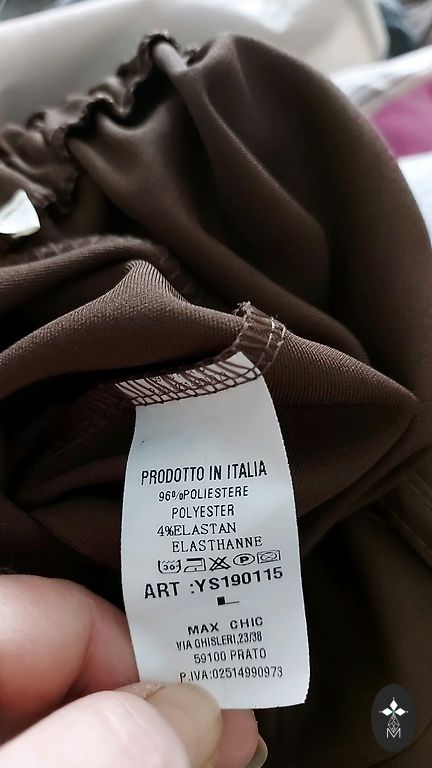 PRODOTTO IN ITALIA
96%POLIESTERE
POLYESTER
4%ELASTAN
ELASTHANNE
30 P
ART :YS190115
L
MAX CHIC
VIA GHISLERI,23/38
59100 PRATO
P.IVA:02514990973
M